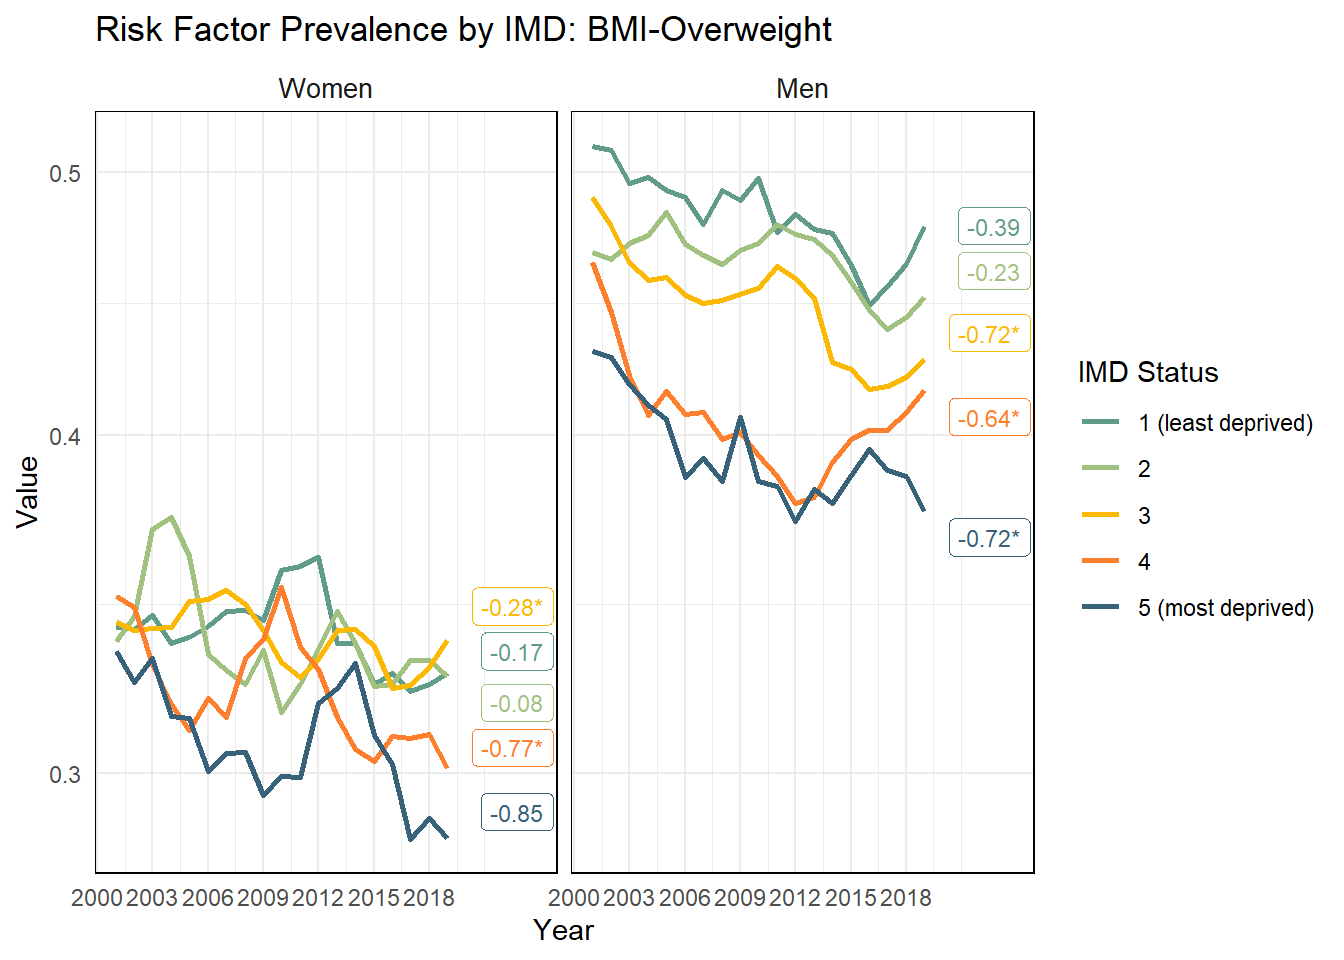 Risk Factor Prevalence by IMD: BMI-Overweight
Women
Men
Value
0.5
0.4
0.3
-0.28*
-0.17
-0.08
-0.77*
-0.85
-0.39
-0.23
-0.72*
-0.64*
-0.72*
2000 2003 2006 2009 2012 2015 2018
2000 2003 2006 2009 2012 2015 2018
Year
IMD Status
1 (least deprived)
2
3
4
5 (most deprived)